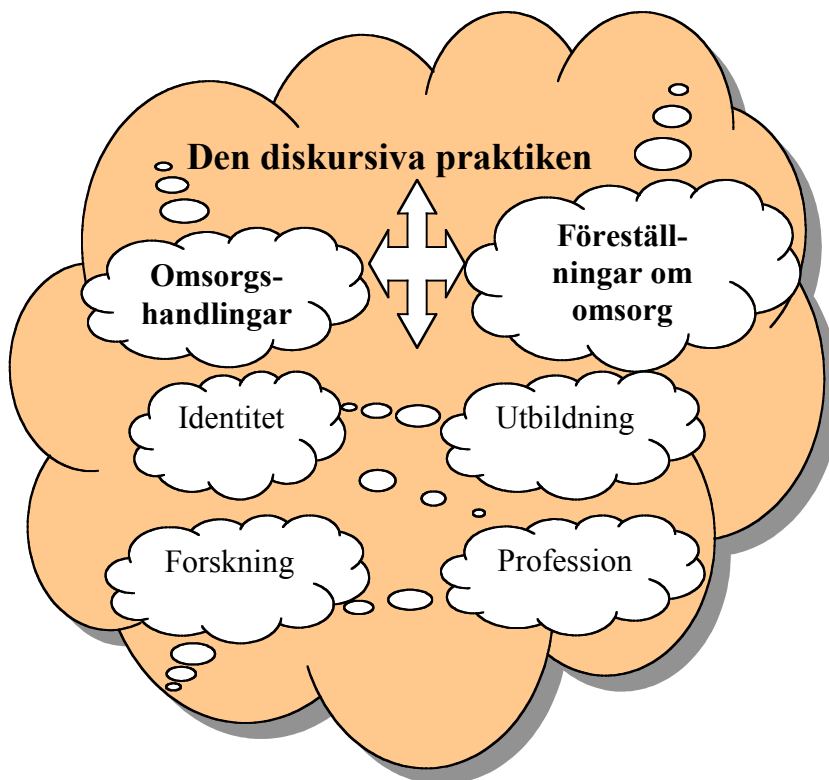 Den diskursiva praktiken
Omsorgs-
handlingar
Föreställ-
ningar om
omsorg
Identitet
Utbildning
Forskning
Profession